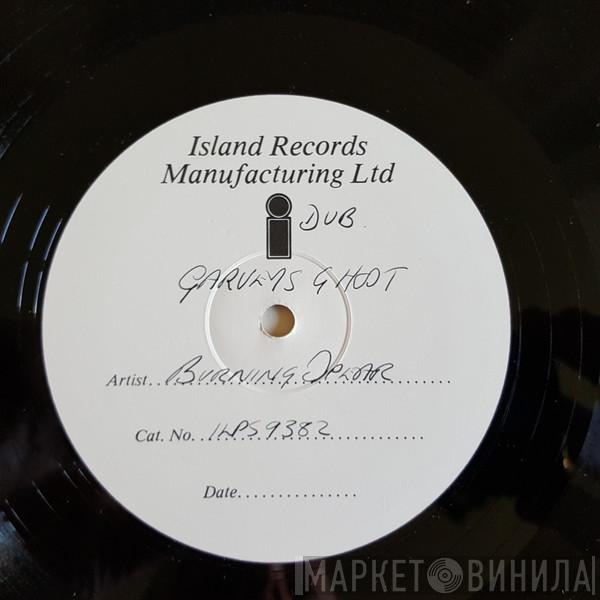 Island Records
Manufacturing Ltd
i DUB
GARVEYS GHOST
Artist. . BURNING SPEAR
Cat. No. . ILPS 9382
Date. . . . . . . . . . . . . . .
МАРКЕТ ВИНИЛА